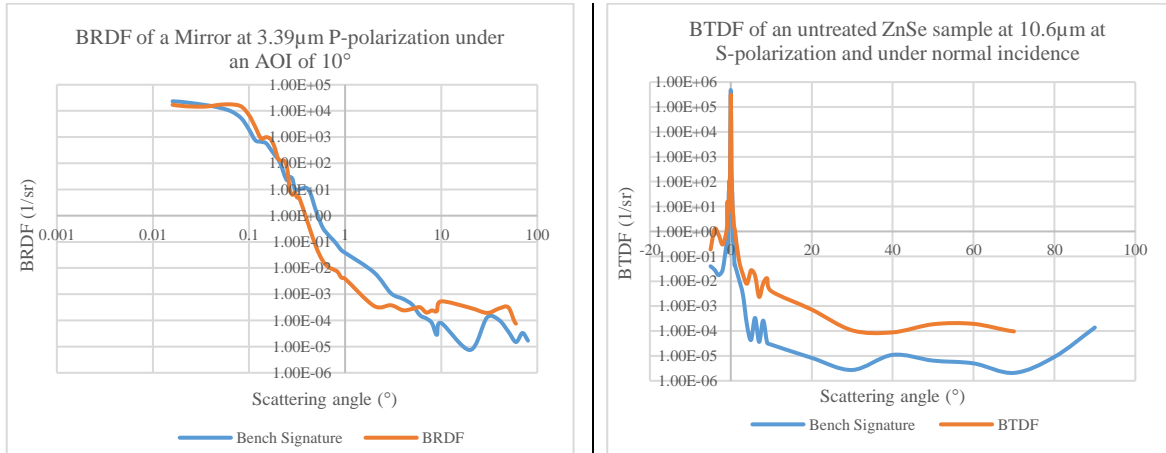 BRDF of a Mirror at 3.39µm P-polarization under
an AOI of 10°
1.00E+05
1.00E+04
1.00E+03
1.00E+02
1.00E+01
1.00E+00
1.00E-01
1.00E-02
1.00E-03
1.00E-04
1.00E-05
1.00E-06
0.001
0.01
0.1
1
10
100
BRDF (1/sr)
Scattering angle (°)
Bench Signature
BRDF
BTDF of an untreated ZnSe sample at 10.6µm at
S-polarization and under normal incidence
1.00E+06
1.00E+05
1.00E+04
1.00E+03
1.00E+02
1.00E+01
1.00E+00
1.00E-01
1.00E-02
1.00E-03
1.00E-04
1.00E-05
1.00E-06
-20
0
20
40
60
80
100
BTDF (1/sr)
Scattering angle (°)
Bench Signature
BTDF